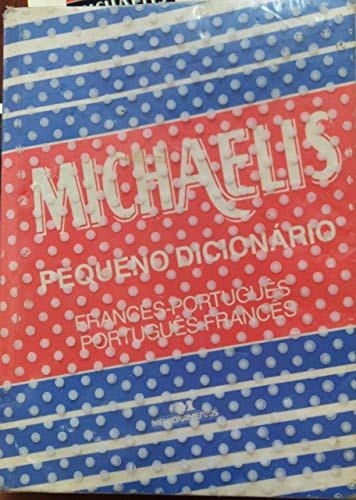 MICHAELIS
PEQUENO DICIONÁRIO
FRANCÊS-PORTUGUÊS
PORTUGUÊS-FRANCÊS
MELHORAMENTOS